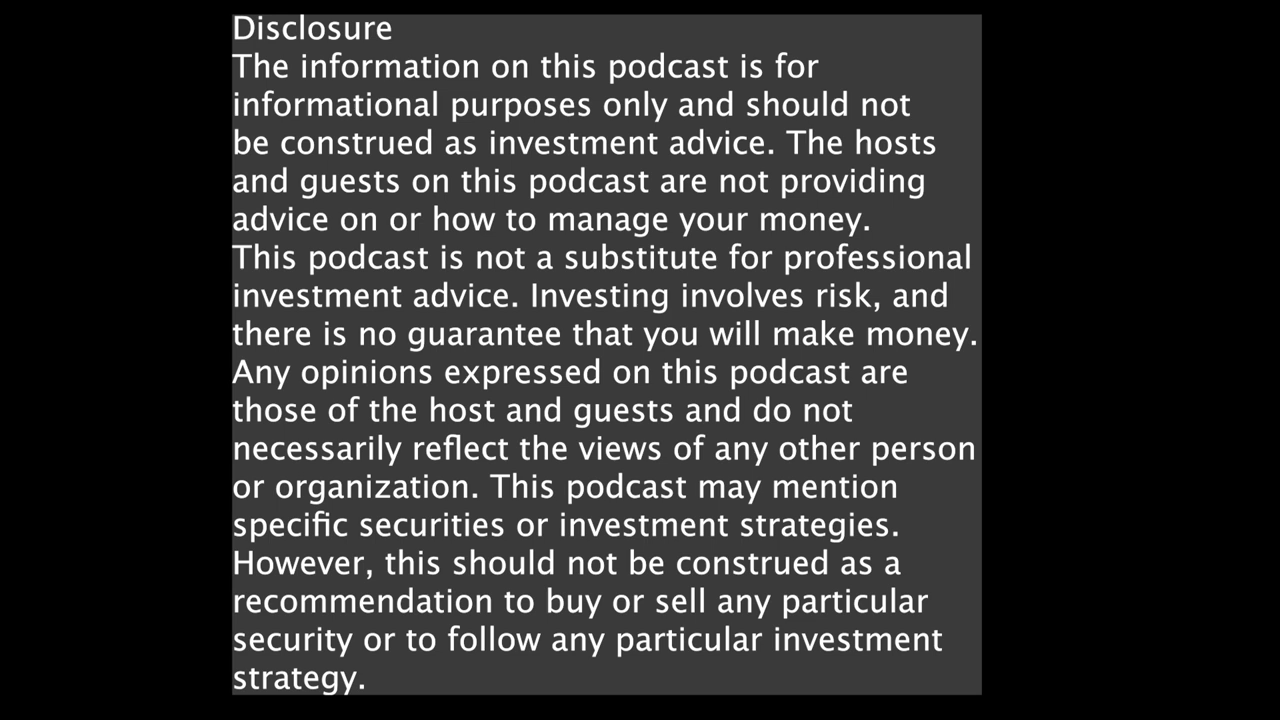 Disclosure
The information on this podcast is for
informational purposes only and should not
be construed as investment advice. The hosts
and guests on this podcast are not providing
advice on or how to manage your money.
This podcast is not a substitute for professional
investment advice. Investing involves risk, and
there is no guarantee that you will make money.
Any opinions expressed on this podcast are
those of the host and guests and do not
necessarily reflect the views of any other person
or organization. This podcast may mention
specific securities or investment strategies.
However, this should not be construed as a
recommendation to buy or sell any particular
security or to follow any particular investment
strategy.